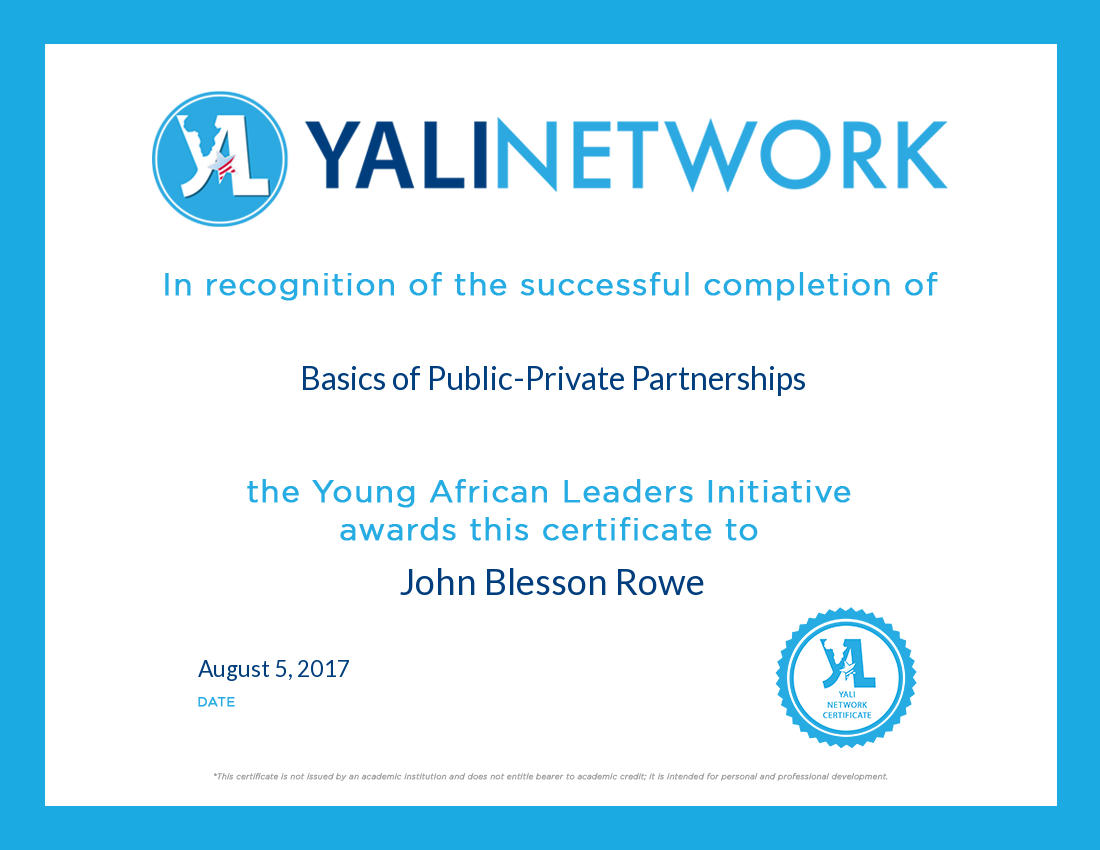 YALINETWORK
In recognition of the successful completion of
Basics of Public-Private Partnerships
the Young African Leaders Initiative
awards this certificate to
John Blesson Rowe
August 5, 2017
DATE
YALI
NETWORK
CERTIFICATE
*This certificate is not issued by an academic institution and does not entitle bearer to academic credit; it is intended for personal and professional development.